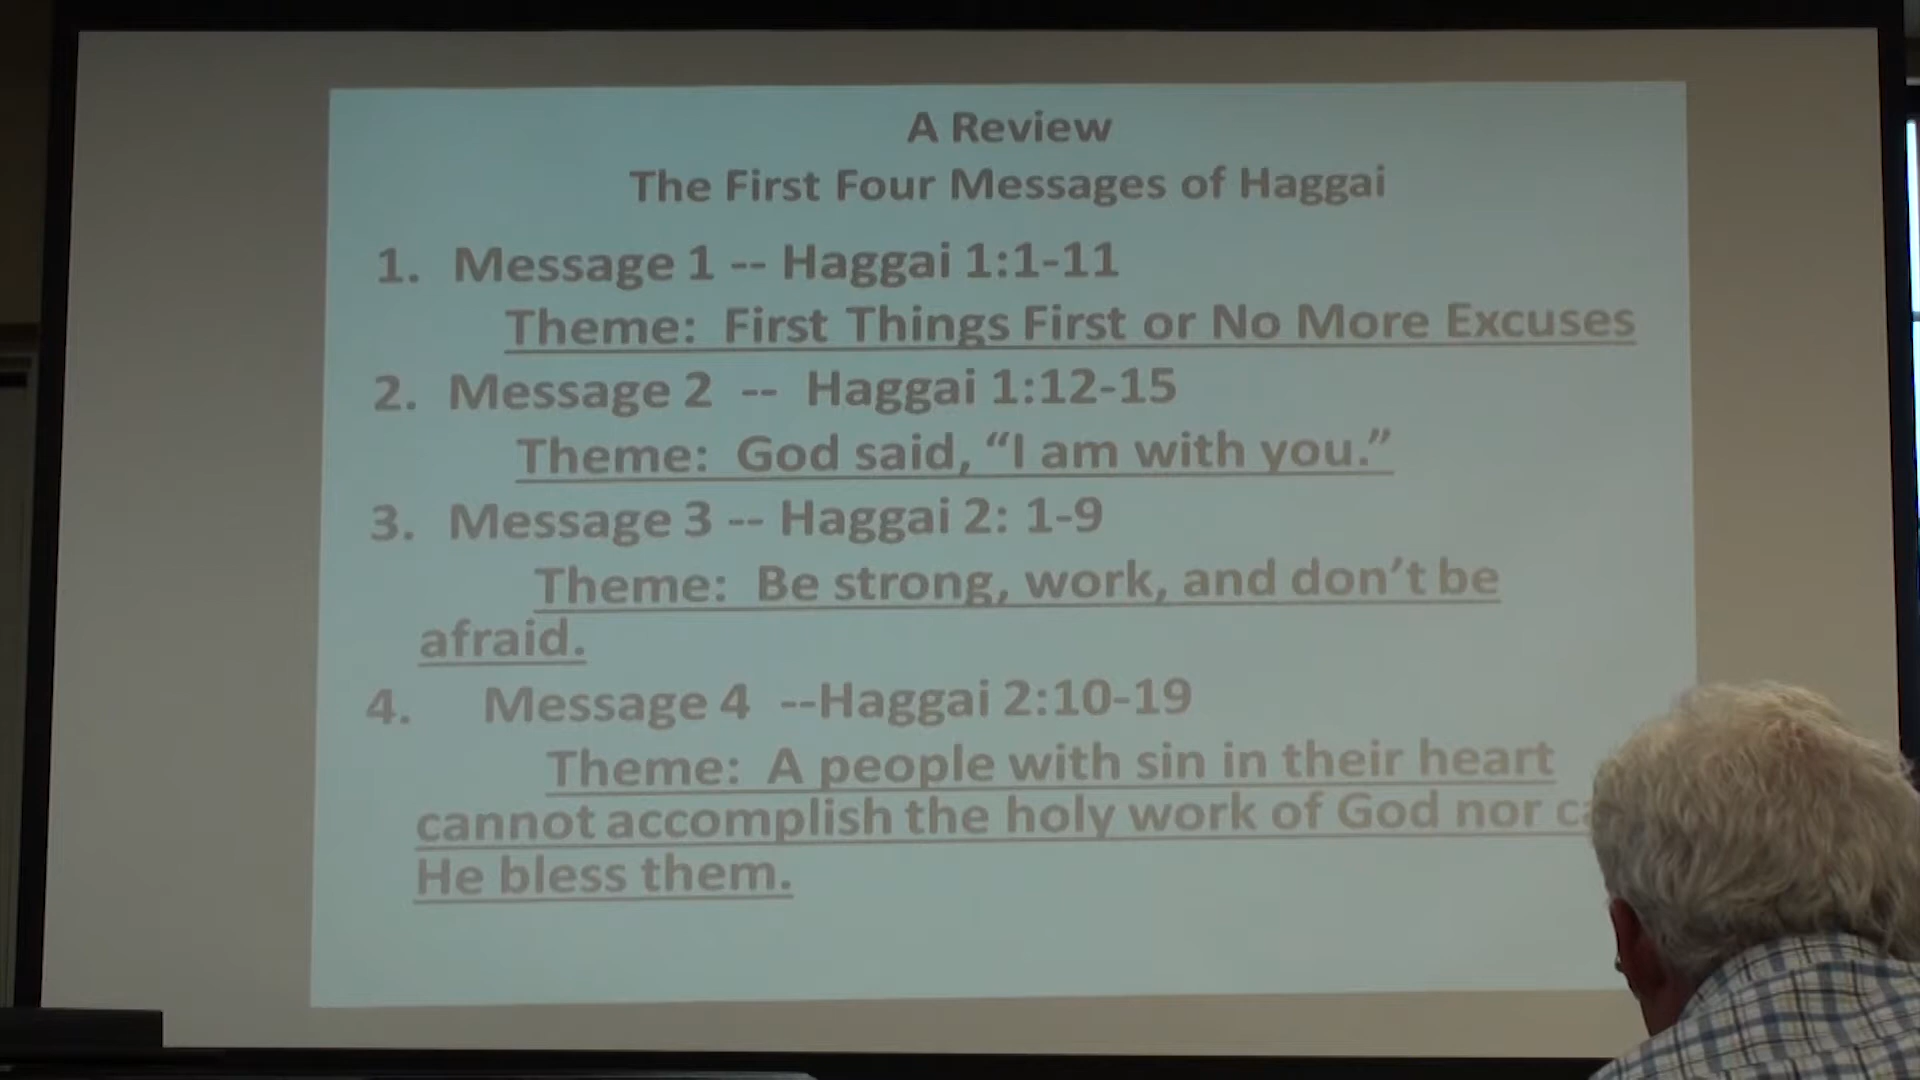 A Review
The First Four Messages of Haggai
1. Message 1 -- Haggai 1:1-11
Theme: First Things First or No More Excuses
2. Message 2 -- Haggai 1:12-15
Theme: God said, “I am with you.”
3. Message 3 -- Haggai 2: 1-9
Theme: Be strong, work, and don’t be
afraid.
4. Message 4 --Haggai 2:10-19
Theme: A people with sin in their heart
cannot accomplish the holy work of God nor
He bless them.